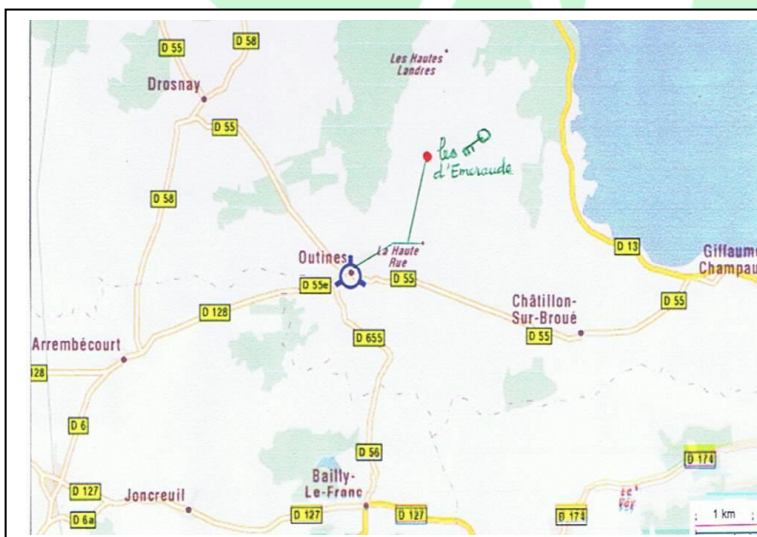 D 55
D 58
Les Hautes
Landres
Drosnay
D 55
les
d'Emeraude
D 58
Outines
La Haute
Rue
D 13
Giffaume
Champau
D 55e
D 55
D 55
Châtillon-
Sur-Broué
D 128
D 655
D 55
Arrembécourt
128
D 6
D 56
D 174
Bailly-
Le-Franc
D 127
Joncreuil
D 6a
D 127
D 127
D 174
1 km